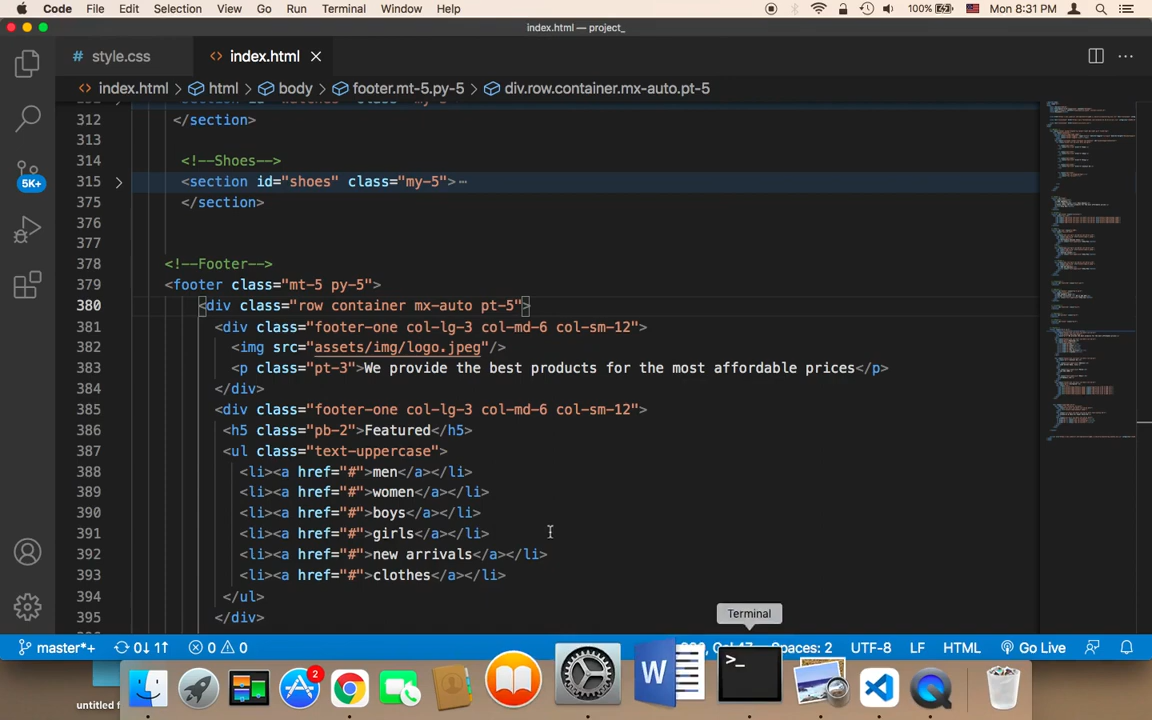 Code File Edit Selection View Go Run Terminal Window Help 100% Mon 8:31 PM
index.html — project_
# style.css <> index.html
<> index.html > html > body > footer.mt-5.py-5 > div.row.container.mx-auto.pt-5
312 </section>
313
314 <!--Shoes-->
315 <section id="shoes" class="my-5">
375 </section>
376
377
378 <!--Footer-->
379 <footer class="mt-5 py-5">
380 <div class="row container mx-auto pt-5">
381 <div class="footer-one col-lg-3 col-md-6 col-sm-12">
382 <img src="assets/img/logo.jpeg"/>
383 <p class="pt-3">We provide the best products for the most affordable prices</p>
384 </div>
385 <div class="footer-one col-lg-3 col-md-6 col-sm-12">
386 <h5 class="pb-2">Featured</h5>
387 <ul class="text-uppercase">
388 <li><a href="#">men</a></li>
389 <li><a href="#">women</a></li>
390 <li><a href="#">boys</a></li>
391 <li><a href="#">girls</a></li>
392 <li><a href="#">new arrivals</a></li>
393 <li><a href="#">clothes</a></li>
394 </ul>
395 </div>
5K+
Terminal
master*+ 0↓ 1↑ 0 0 Spaces: 2 UTF-8 LF HTML Go Live
2
W
>_
untitled f